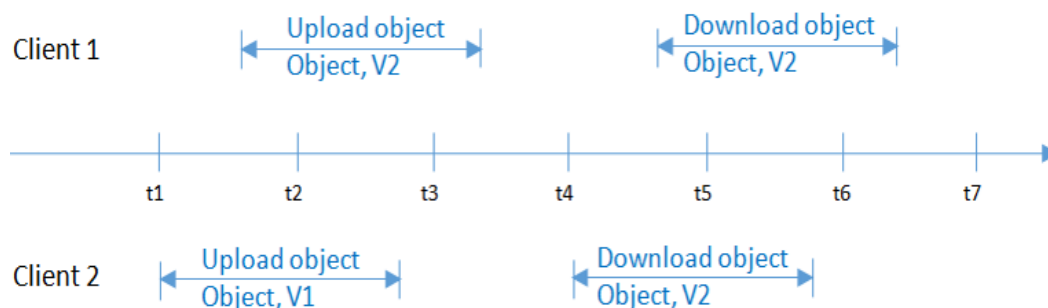 Upload object
Download object
Client 1
Object, V2
Object, V2
t1
t2
t3
t4
t5
t6
t7
Upload object
Download object
Client 2
Object, V1
Object, V2